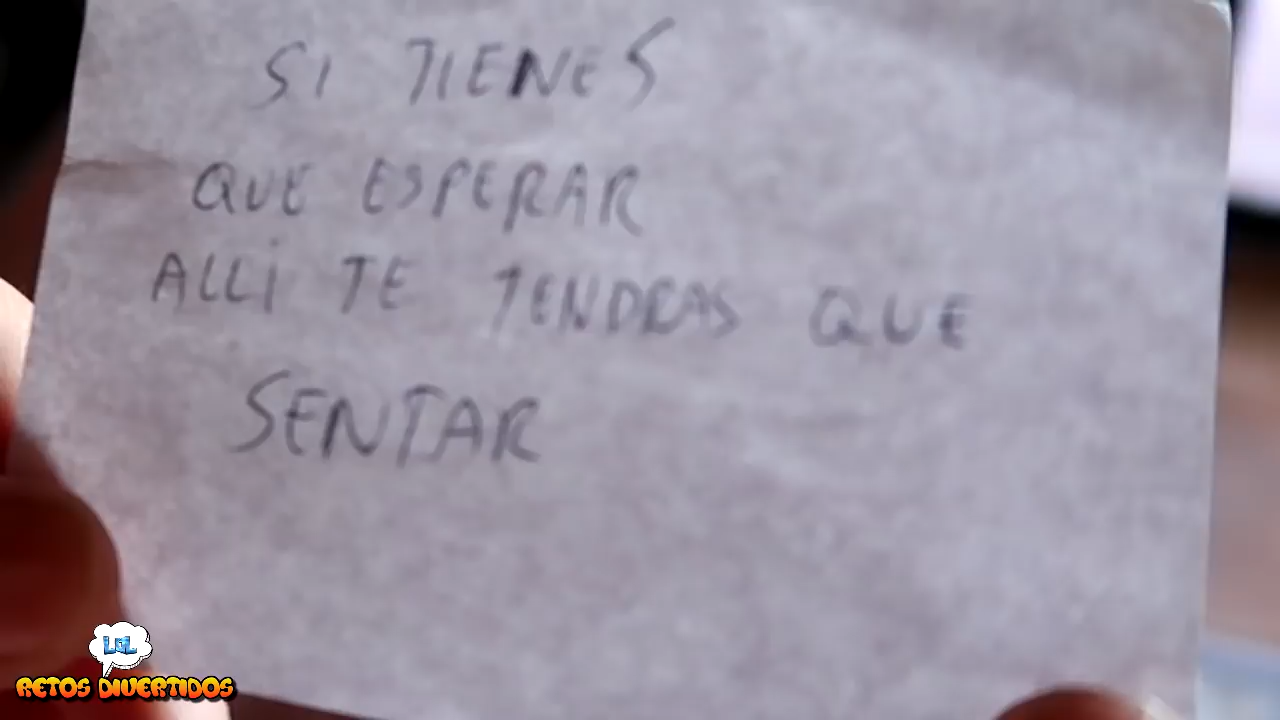 SI TIENES
QUE ESPERAR
ALLI TE TENDRAS QUE
SENTAR
LOL
RETOS DIVERTIDOS